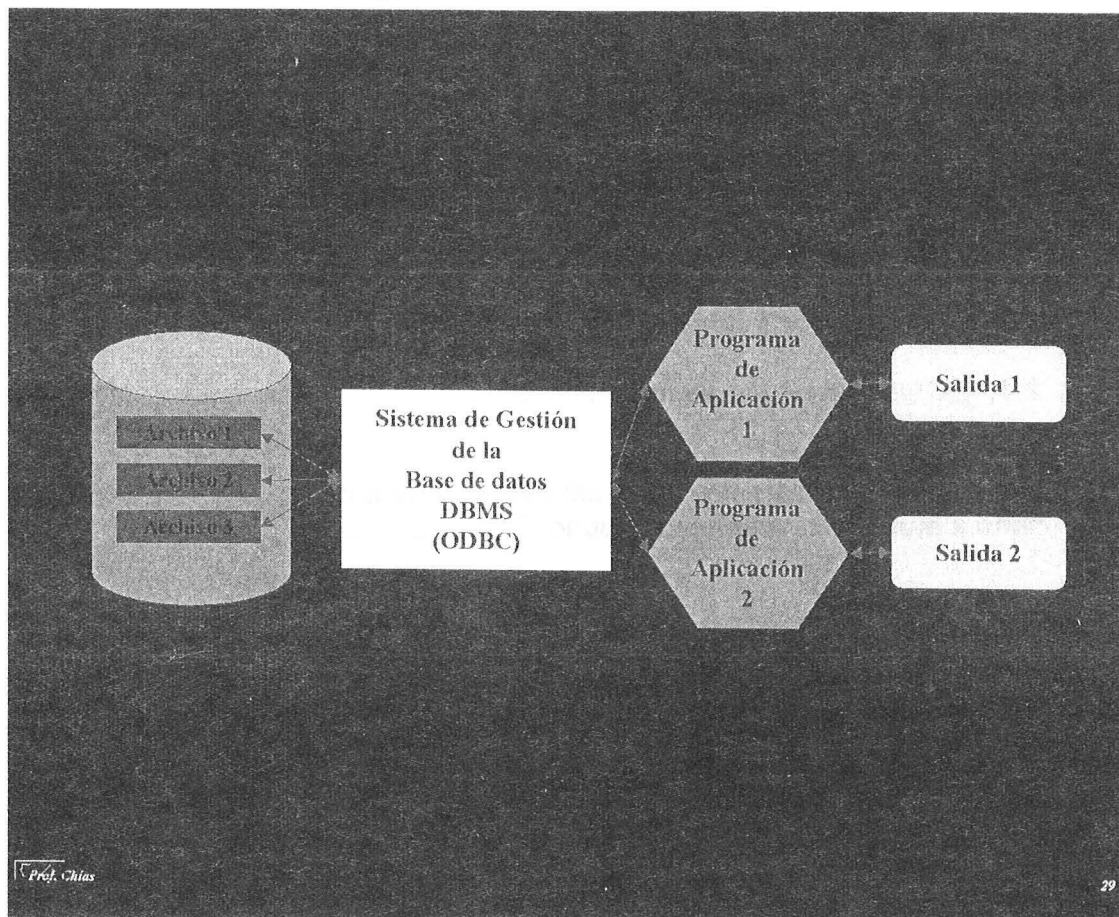 Archivo 1
Archivo 2
Archivo 3
Sistema de Gestión
de la
Base de datos
DBMS
(ODBC)
Programa
de
Aplicación
1
Salida 1
Programa
de
Aplicación
2
Salida 2
Prof. Chías
29